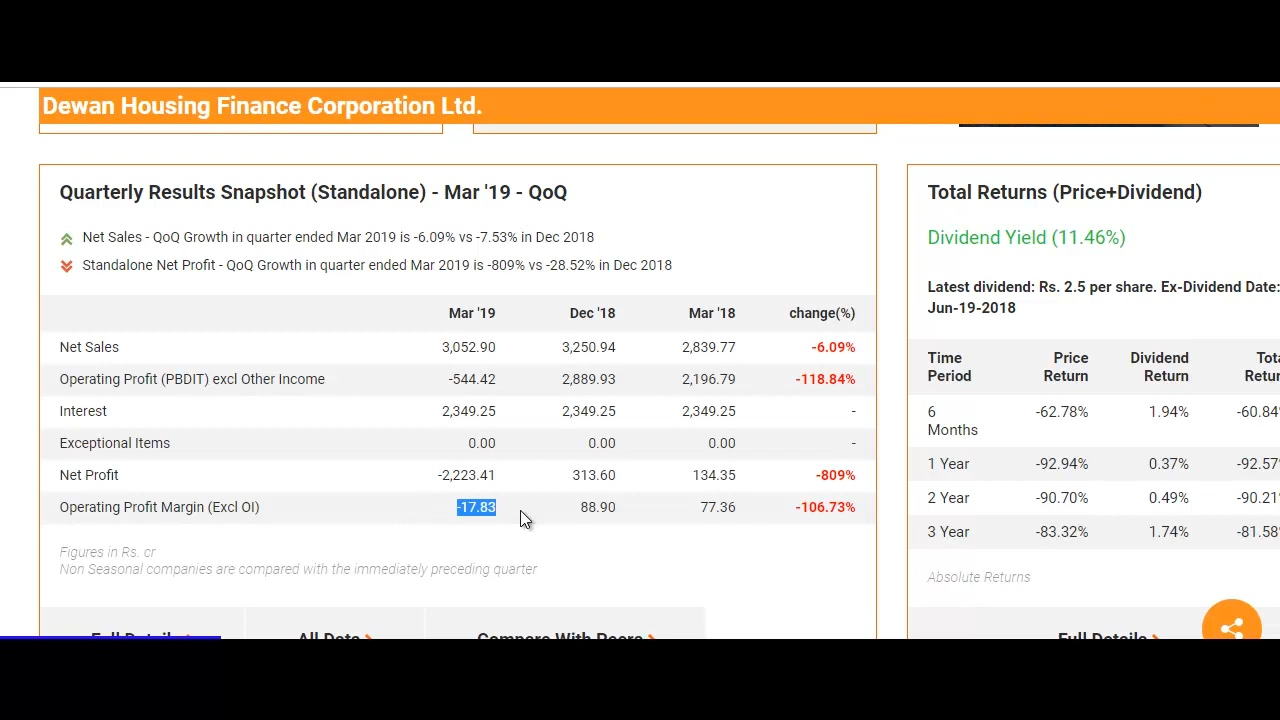 Dewan Housing Finance Corporation Ltd.
Quarterly Results Snapshot (Standalone) - Mar '19 - QoQ
Net Sales - QoQ Growth in quarter ended Mar 2019 is -6.09% vs -7.53% in Dec 2018
Standalone Net Profit - QoQ Growth in quarter ended Mar 2019 is -809% vs -28.52% in Dec 2018
Mar '19 Dec '18 Mar '18 change(%)
Net Sales 3,052.90 3,250.94 2,839.77 -6.09%
Operating Profit (PBDIT) excl Other Income -544.42 2,889.93 2,196.79 -118.84%
Interest 2,349.25 2,349.25 2,349.25 -
Exceptional Items 0.00 0.00 0.00 -
Net Profit -2,223.41 313.60 134.35 -809%
Operating Profit Margin (Excl OI) -17.83 88.90 77.36 -106.73%
Figures in Rs. cr
Non Seasonal companies are compared with the immediately preceding quarter
Full Details All Data Compare With Peers
Total Returns (Price+Dividend)
Dividend Yield (11.46%)
Latest dividend: Rs. 2.5 per share. Ex-Dividend Date:
Jun-19-2018
Time Price Dividend
Period Return Return
6 -62.78% 1.94% -60.84
Months
1 Year -92.94% 0.37% -92.57
2 Year -90.70% 0.49% -90.21
3 Year -83.32% 1.74% -81.58
Absolute Returns
Full Details